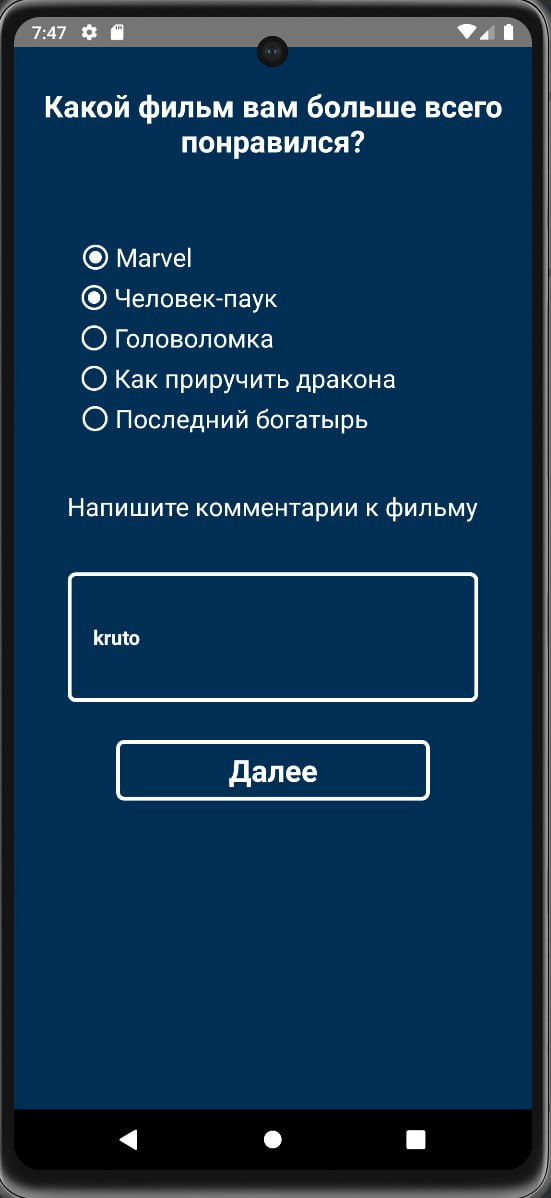 7:47
Какой фильм вам больше всего
понравился?
Marvel
Человек-паук
Головоломка
Как приручить дракона
Последний богатырь
Напишите комментарии к фильму
kruto
Далее